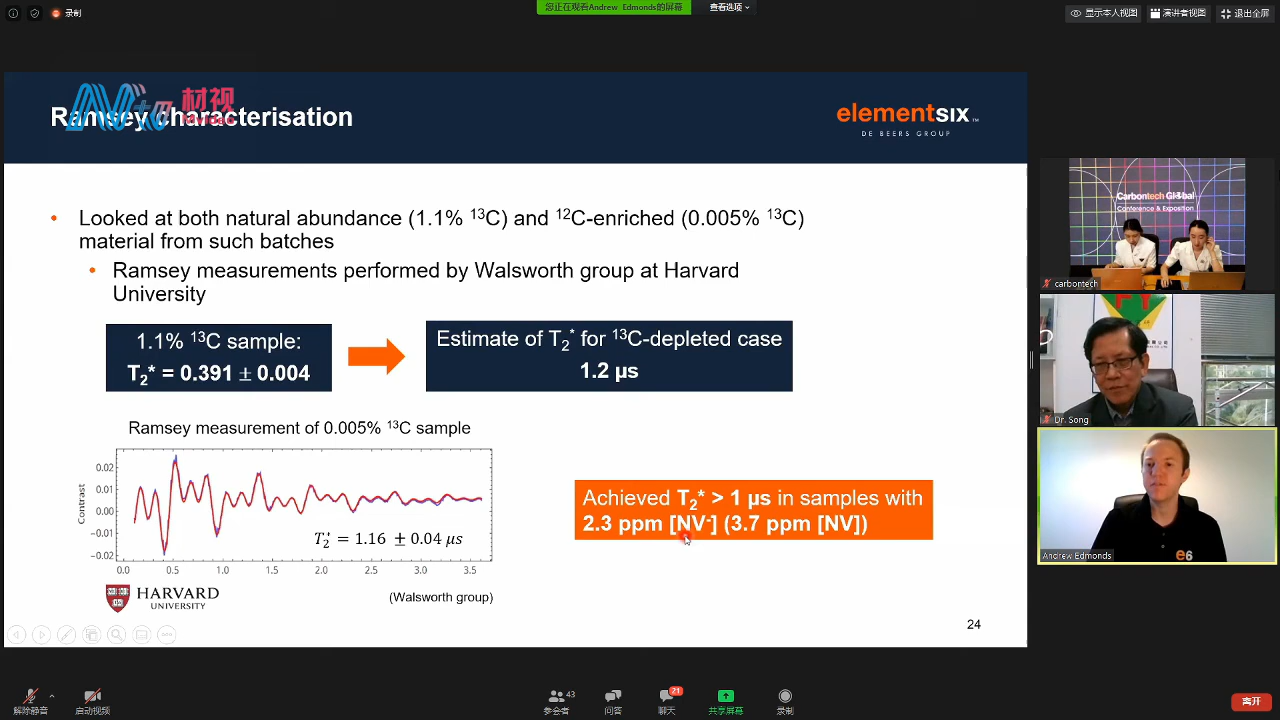 录制
您正在观看Andrew Edmonds的屏幕
查看选项
显示本人视图
演讲者视图
退出全屏
Ramsey characterisation
材视
elementsix™
DE BEERS GROUP
• Looked at both natural abundance (1.1% ¹³C) and ¹²C-enriched (0.005% ¹³C)
material from such batches
• Ramsey measurements performed by Walsworth group at Harvard
University
1.1% ¹³C sample:
T₂* = 0.391 ± 0.004
Estimate of T₂* for ¹³C-depleted case
1.2 µs
Ramsey measurement of 0.005% ¹³C sample
Contrast
0.02
0.01
0.00
−0.01
−0.02
T₂* = 1.16 ± 0.04 µs
0.0 0.5 1.0 1.5 2.0 2.5 3.0 3.5
HARVARD
UNIVERSITY
(Walsworth group)
Achieved T₂* > 1 µs in samples with
2.3 ppm [NV⁻] (3.7 ppm [NV])
24
Carbontech Global
Conference & Exposition
carbontech
Dr. Song
e6
Andrew Edmonds
解除静音
启动视频
43
参会者
问答
21
聊天
共享屏幕
录制
离开